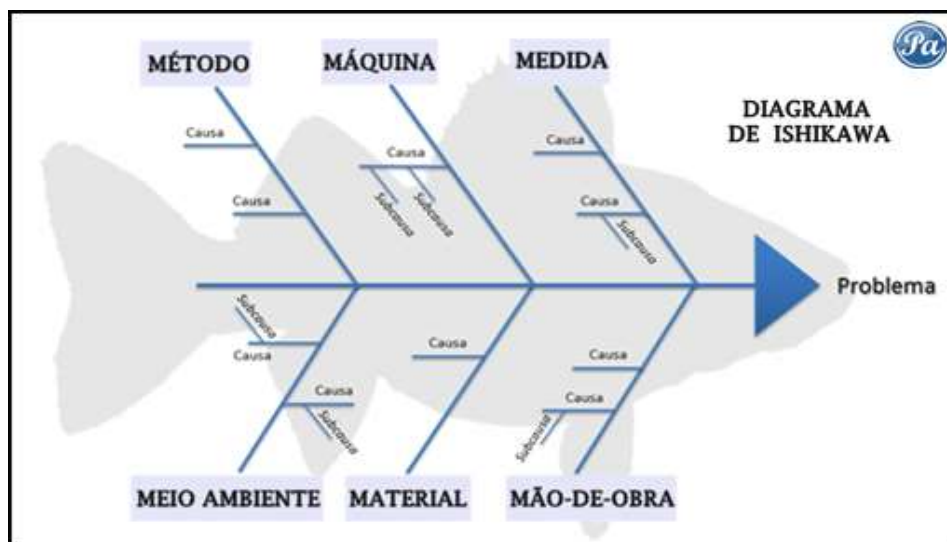 Pa
MÉTODO
MÁQUINA
MEDIDA
DIAGRAMA
DE ISHIKAWA
Causa
Causa
Causa
Subcausa
Subcausa
Causa
Causa
Subcausa
Problema
Subcausa
Causa
Causa
Subcausa
Causa
Causa
Causa
Subcausa
MEIO AMBIENTE
MATERIAL
MÃO-DE-OBRA